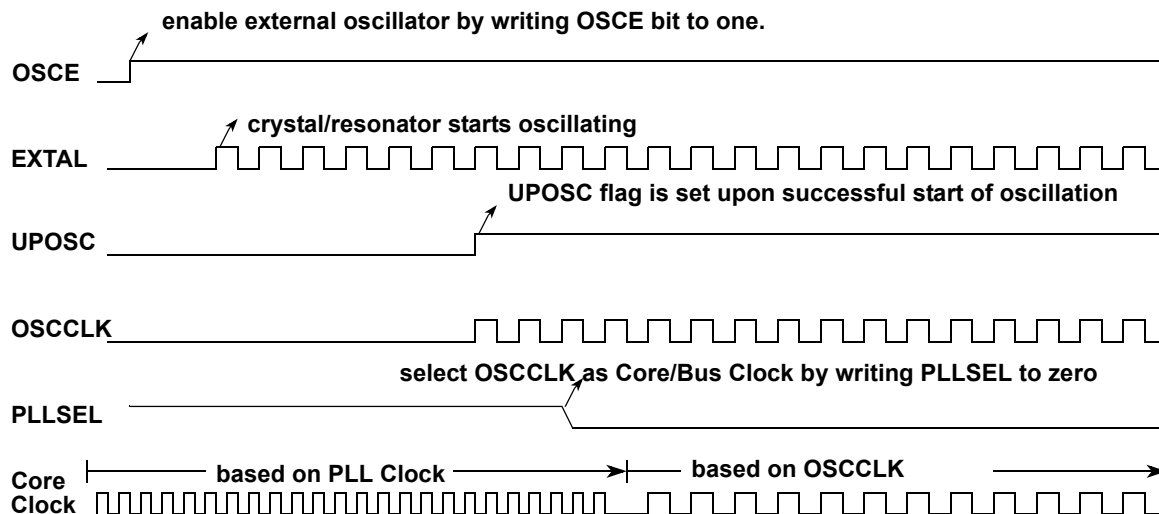 enable external oscillator by writing OSCE bit to one.
OSCE
crystal/resonator starts oscillating
EXTAL
UPOSC flag is set upon successful start of oscillation
UPOSC
OSCCLK
select OSCCLK as Core/Bus Clock by writing PLLSEL to zero
PLLSEL
based on PLL Clock
based on OSCCLK
Core
Clock